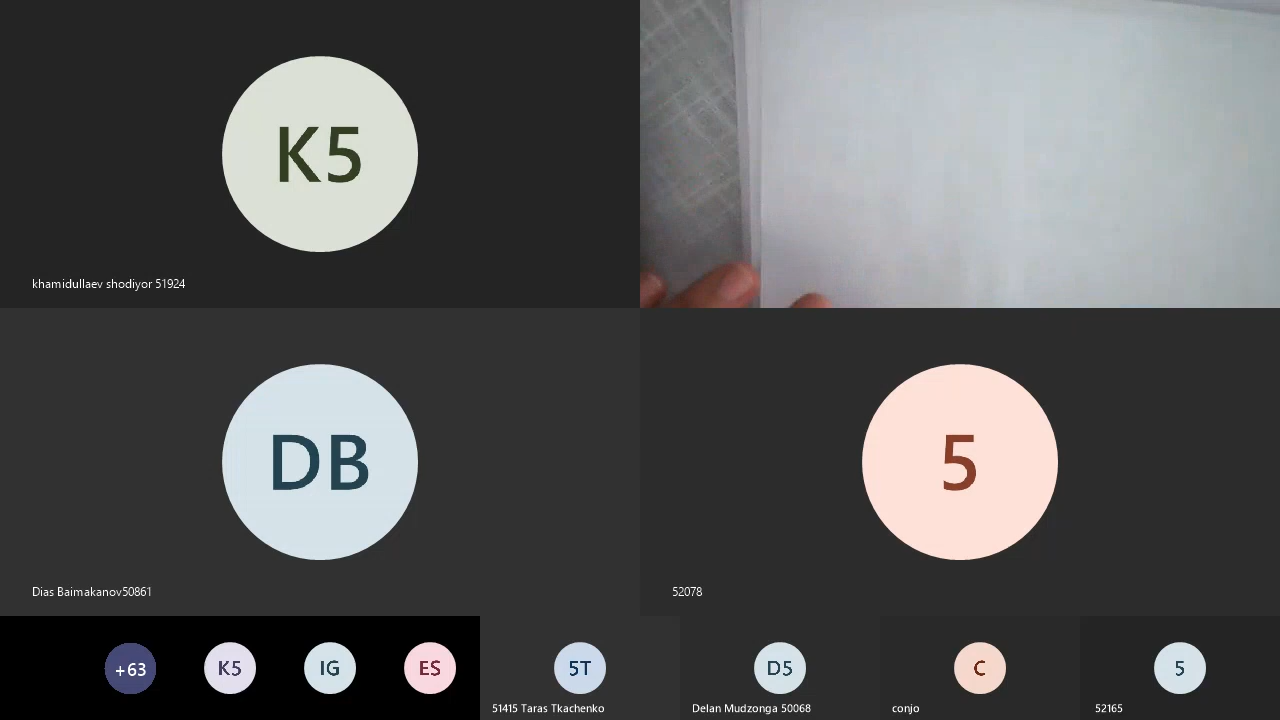 K5
khamidullaev shodiyor 51924
DB
Dias Baimakanov50861
5
52078
+63
K5
IG
ES
5T
51415 Taras Tkachenko
D5
Delan Mudzonga 50068
C
conjo
5
52165